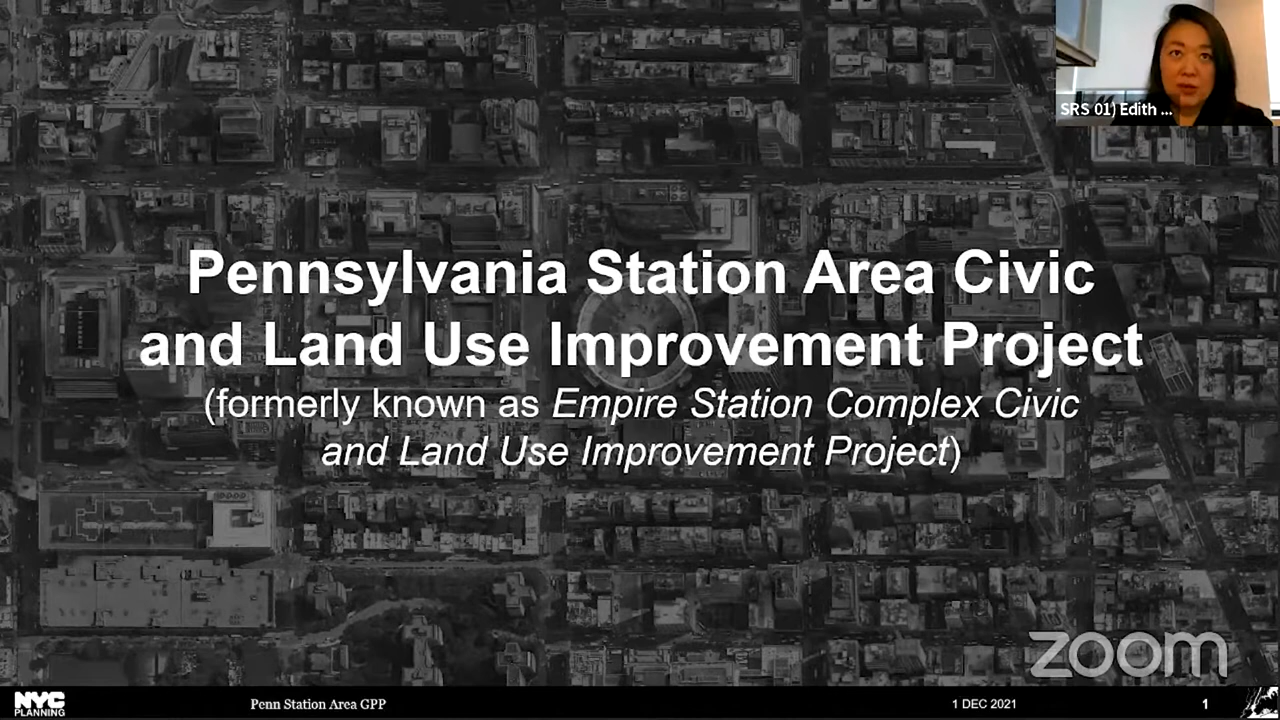 SRS 01) Edith ...
Pennsylvania Station Area Civic
and Land Use Improvement Project
(formerly known as Empire Station Complex Civic
and Land Use Improvement Project)
zoom
NYC
PLANNING
Penn Station Area GPP
1 DEC 2021
1